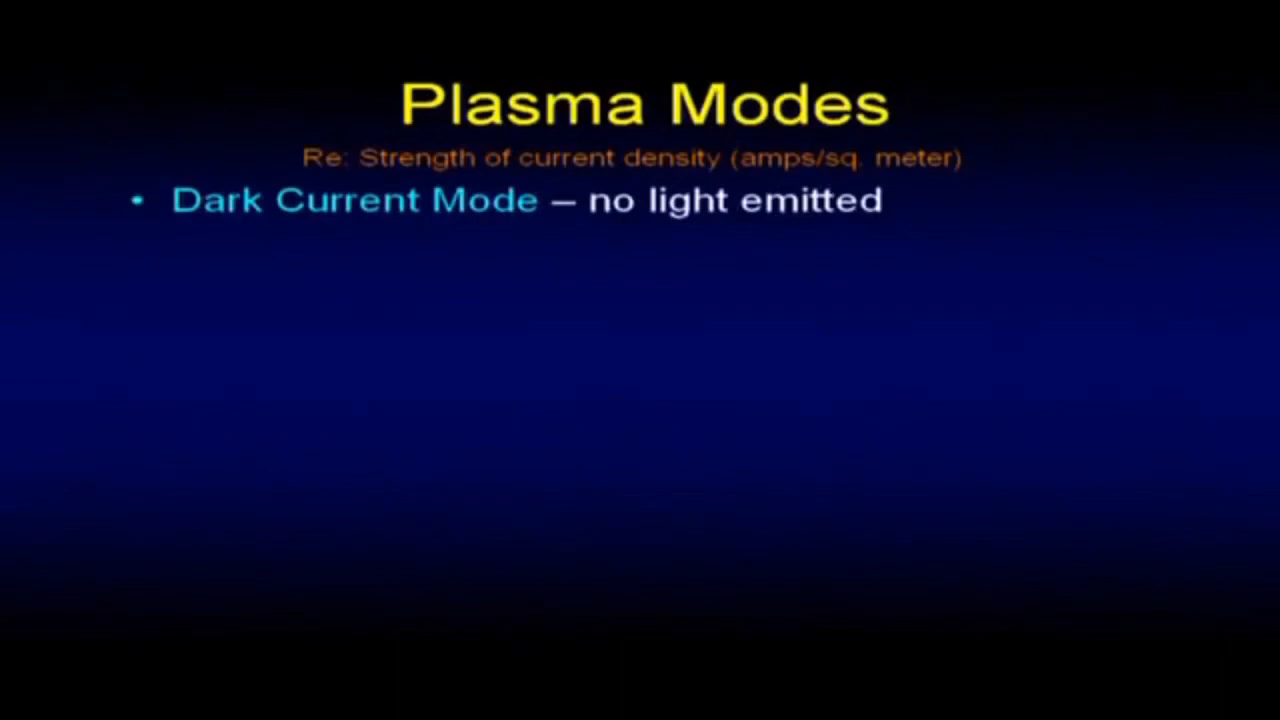 Plasma Modes
Re: Strength of current density (amps/sq. meter)
• Dark Current Mode – no light emitted